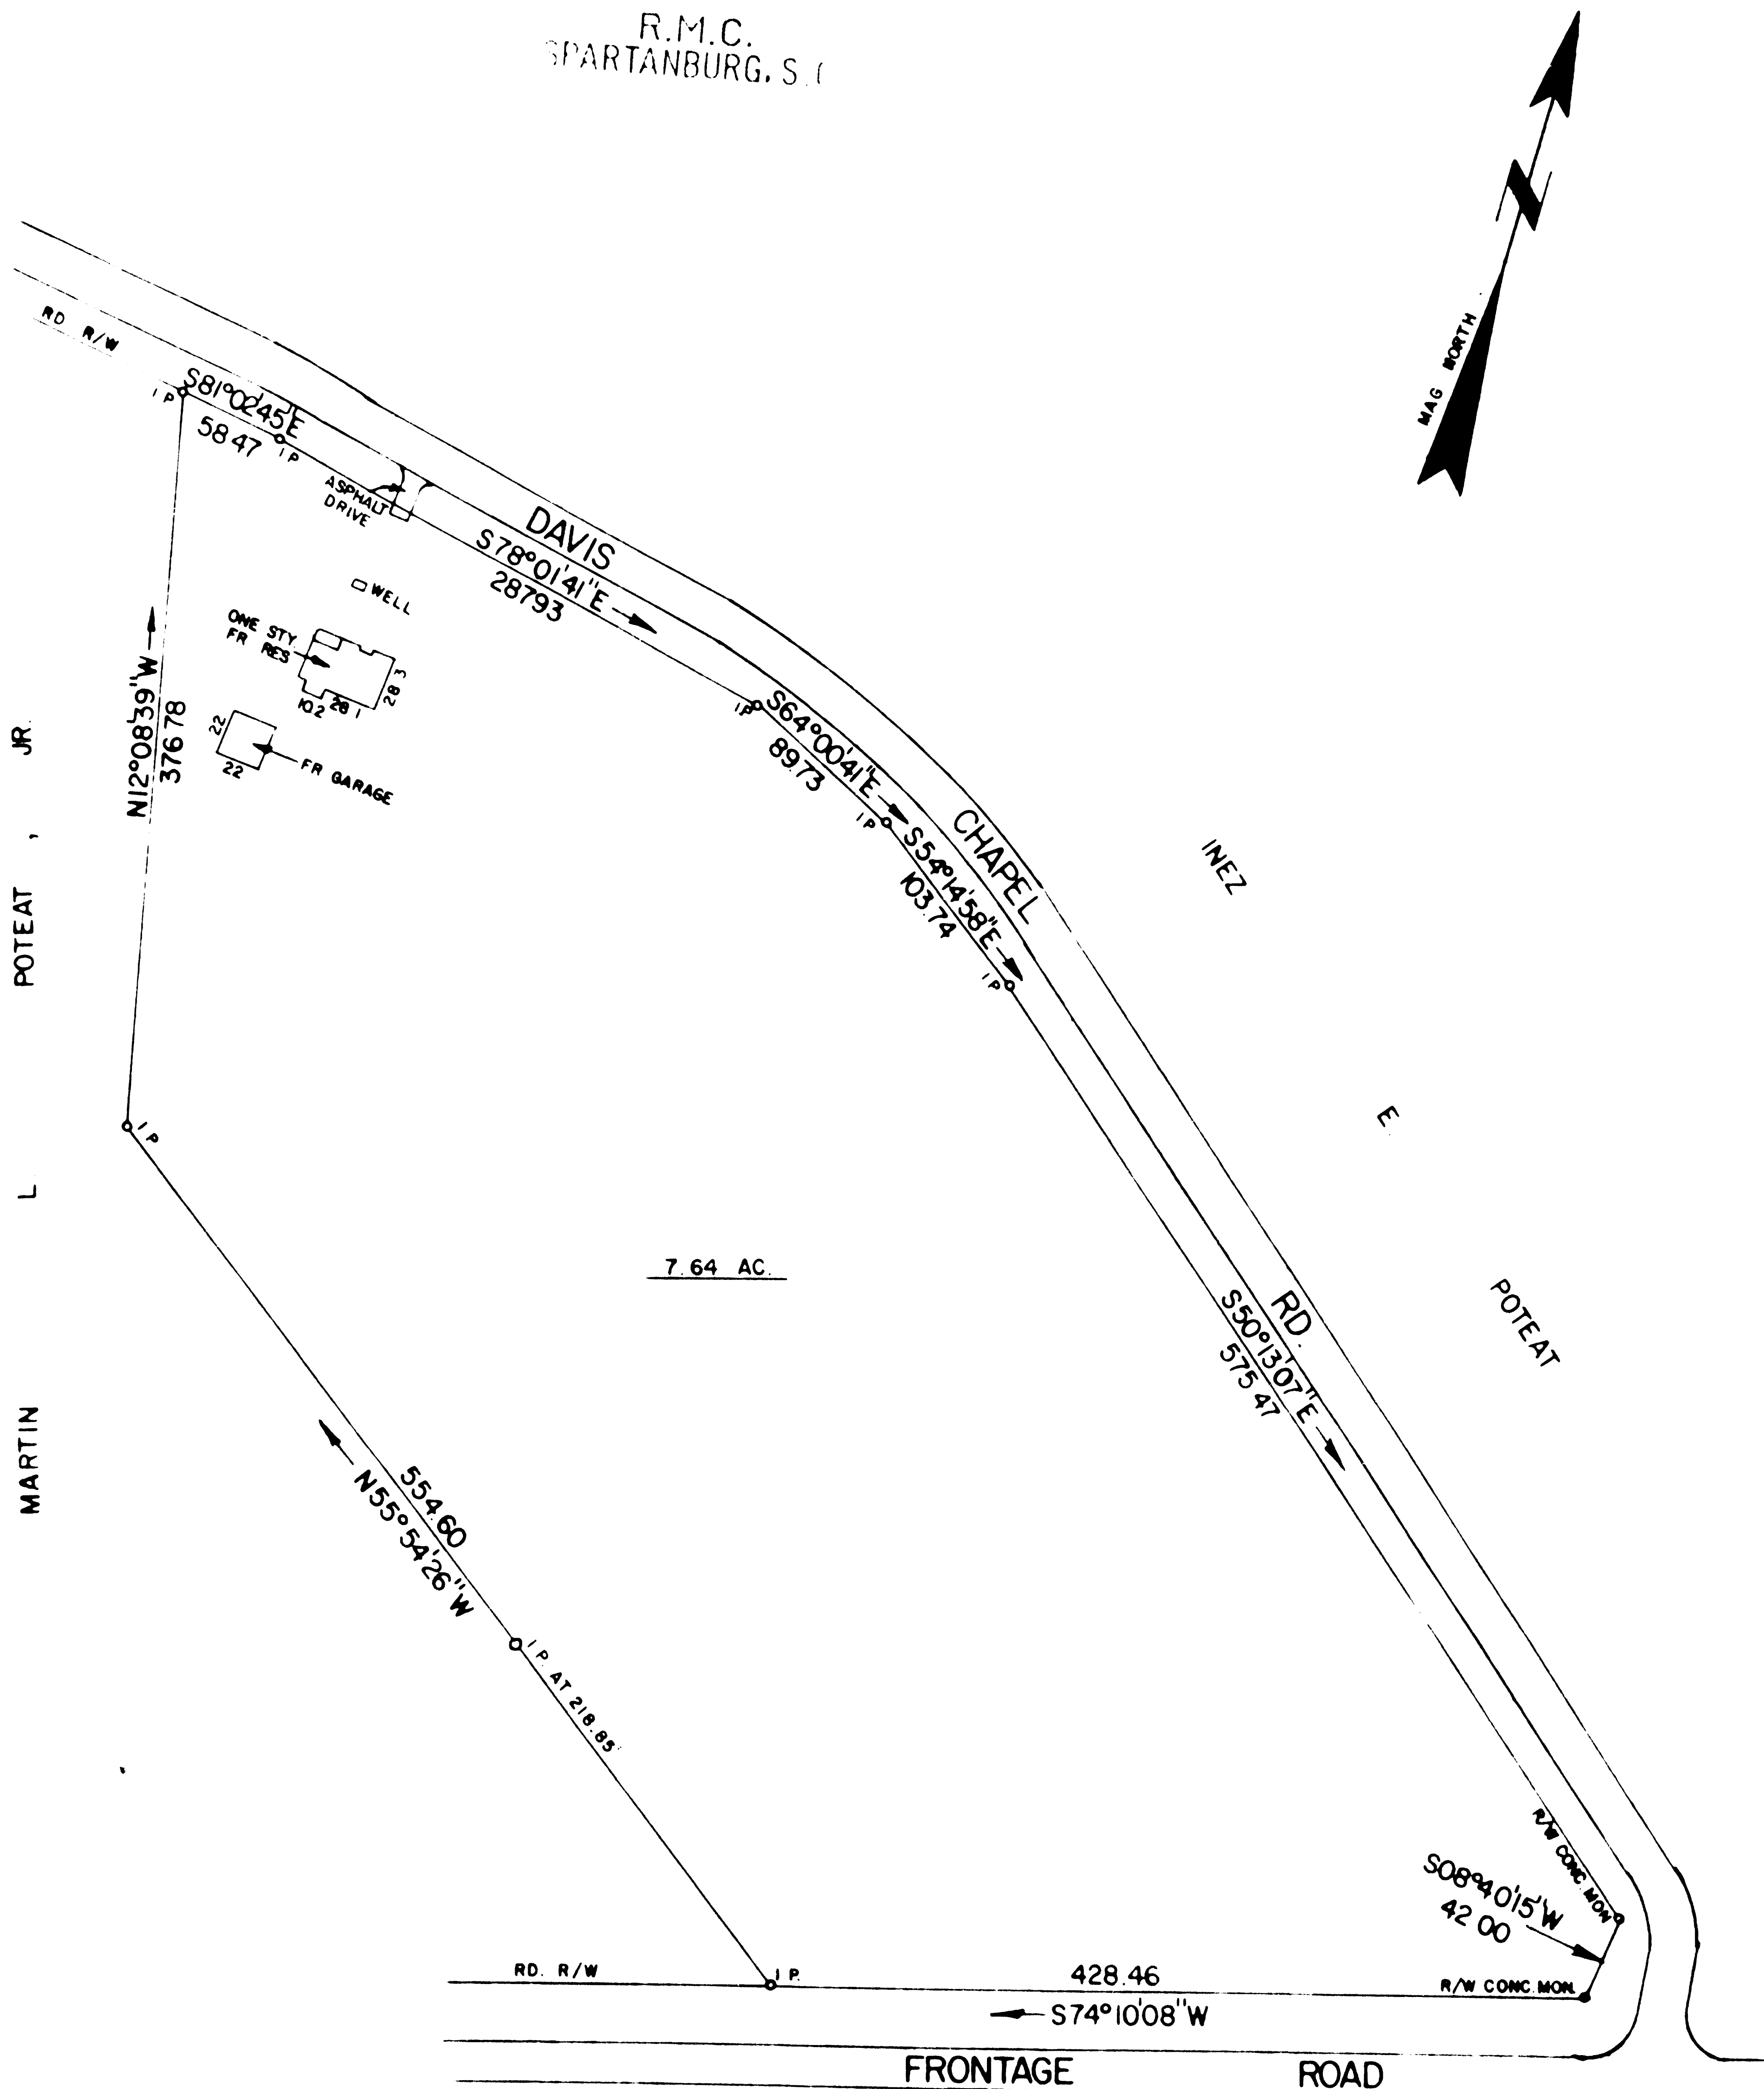 R.M.C.
SPARTANBURG, S.
MAG NORTH
N
RD R/W
I P
S81°02'45"E
58 47
I P
ASPHALT
DRIVE
DAVIS
S78°01'41"E
287 93
WELL
ONE STY.
FR RES
28 3
10.2 28 1
22
22
FR GARAGE
N12°08'39"W
376 78
I P
S64°00'41"E
89.73
I P
S54°14'58"E
103.74
CHAPEL
I P
INEZ
E.
POTEAT
MARTIN L POTEAT, JR.
I P
7.64 AC.
RD.
S50°13'07"E
575 47
554.60
N55°54'26"W
I P. AT 218.85'
R/W CONC. MON
S08°40'15"W
42 00
RD. R/W
I P.
428.46
R/W CONC. MON.
S74°10'08"W
FRONTAGE ROAD